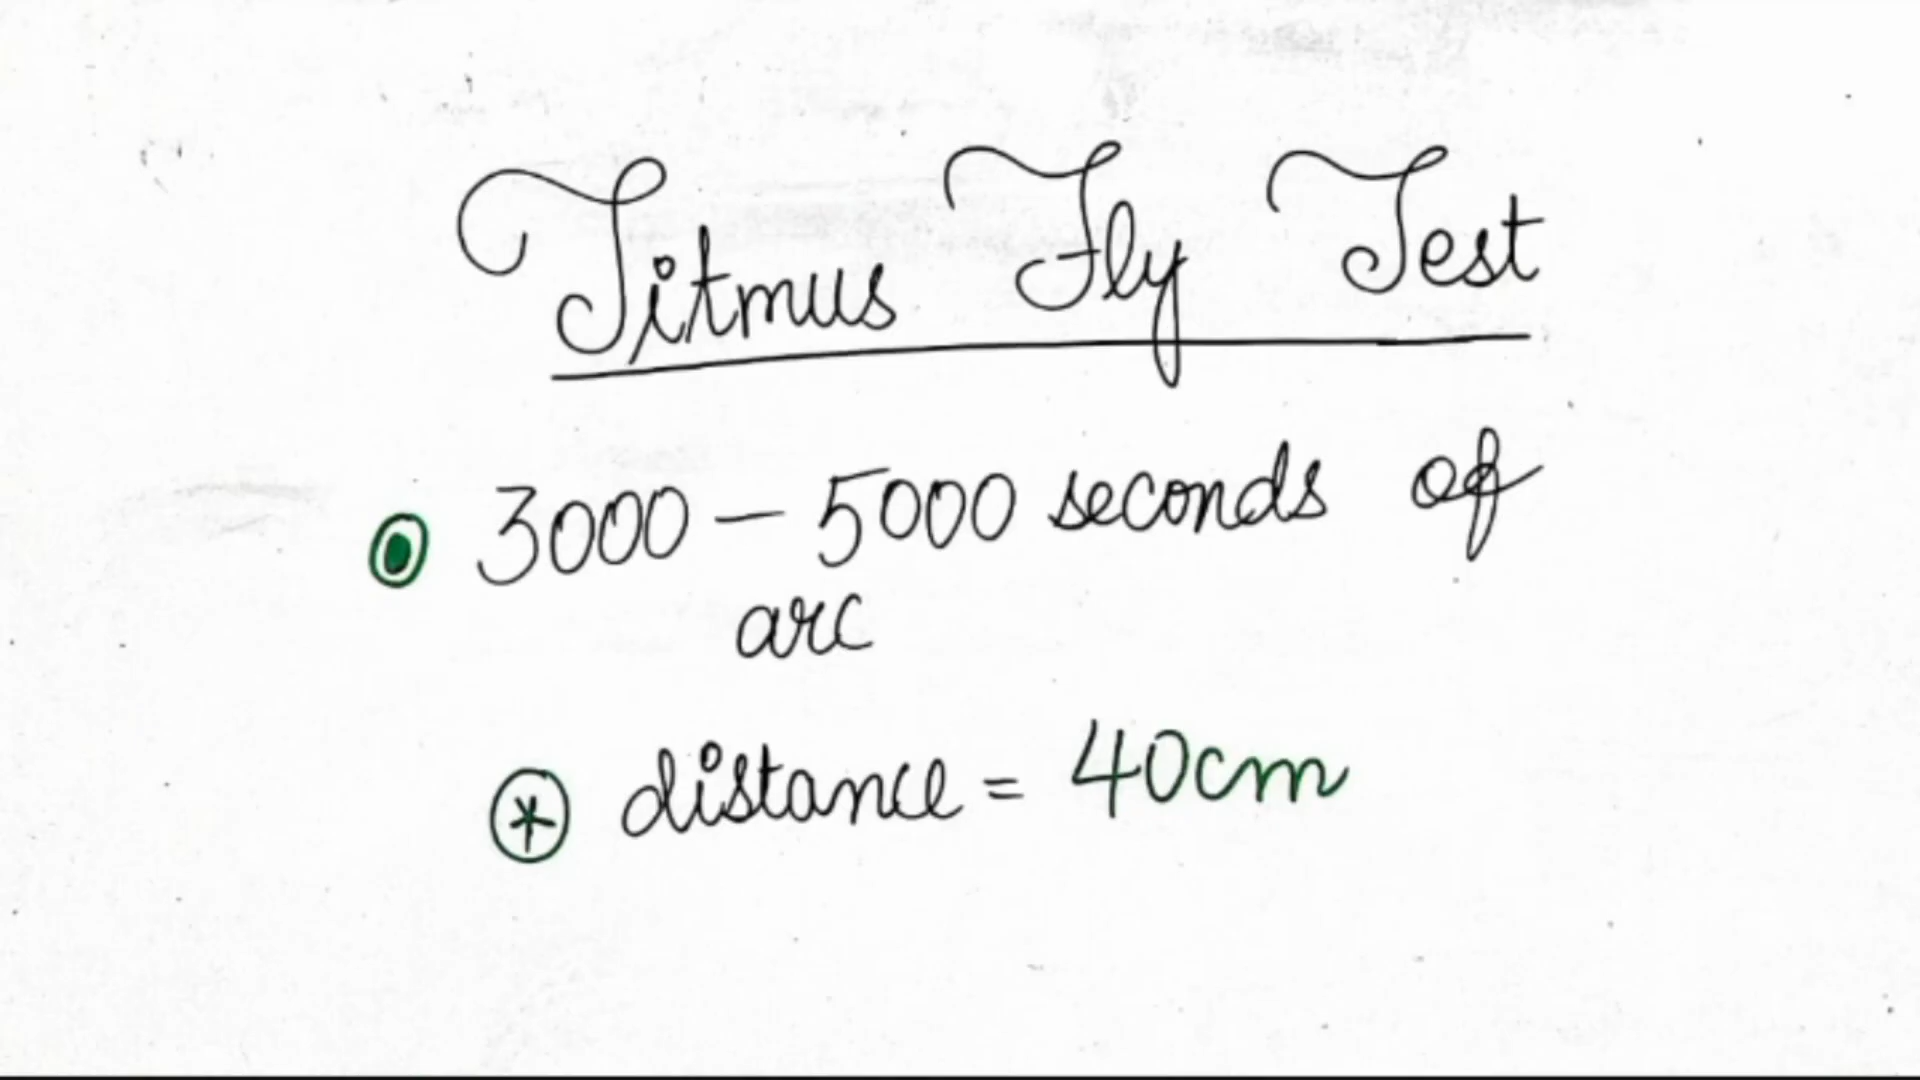 Titmus Fly Test
3000 - 5000 seconds of
arc
* distance = 40cm